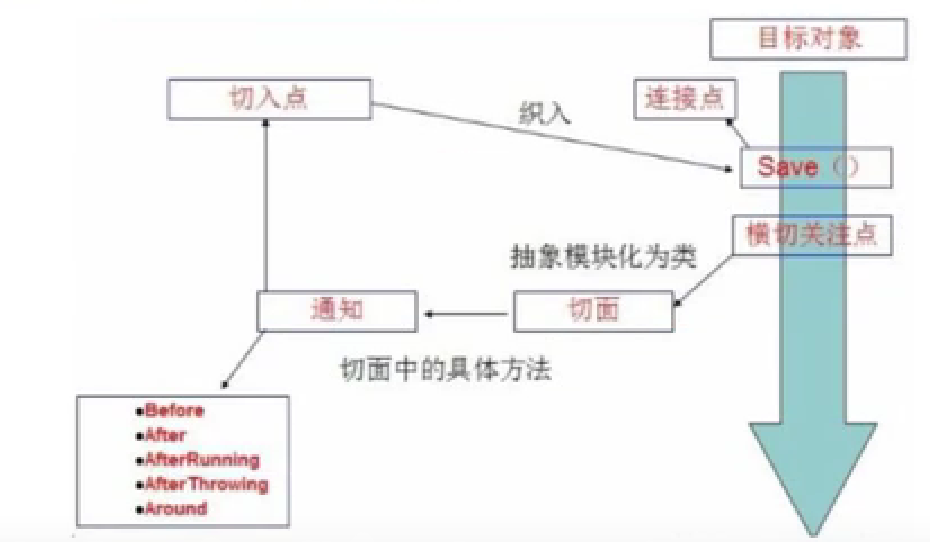 目标对象
切入点
织入
连接点
Save（）
横切关注点
抽象模块化为类
通知
切面
切面中的具体方法
●Before
●After
●AfterRunning
●AfterThrowing
●Around